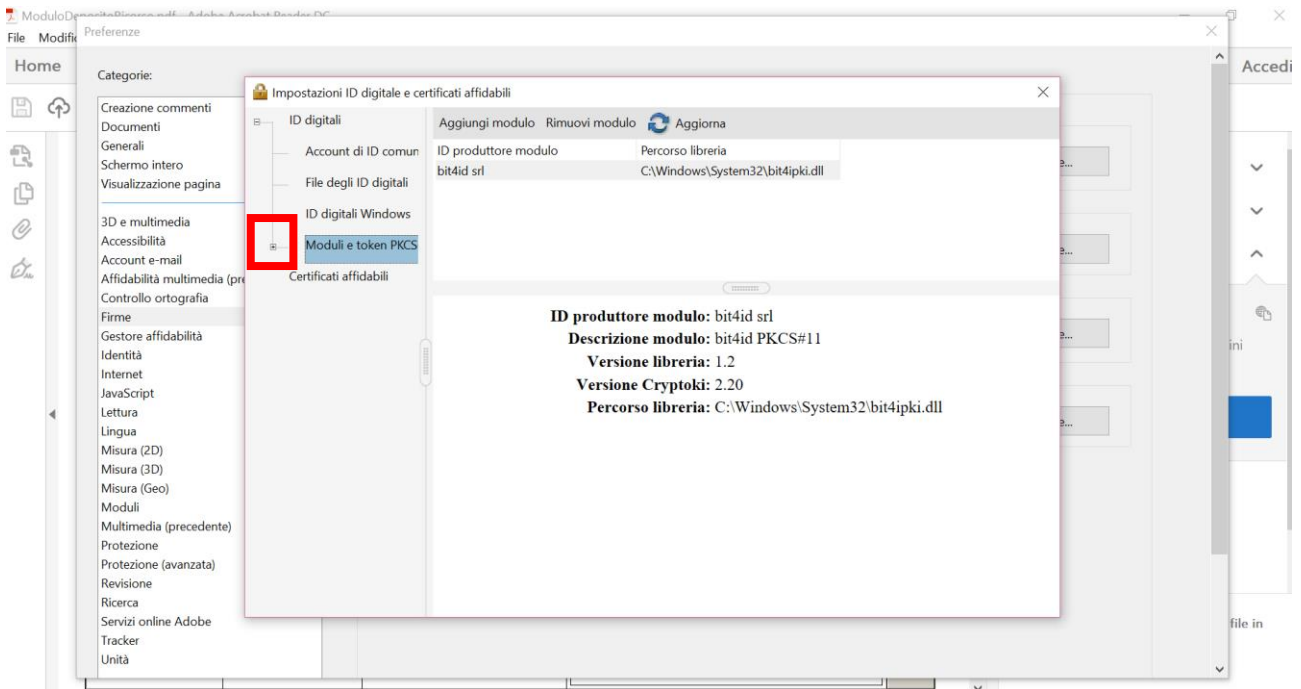 ModuloDepositoRicorso.pdf - Adobe Acrobat Reader DC
File Modific
Preferenze
Home
Accedi
Categorie:
Creazione commenti
Documenti
Generali
Schermo intero
Visualizzazione pagina
3D e multimedia
Accessibilità
Account e-mail
Affidabilità multimedia (pre
Controllo ortografia
Firme
Gestore affidabilità
Identità
Internet
JavaScript
Lettura
Lingua
Misura (2D)
Misura (3D)
Misura (Geo)
Moduli
Multimedia (precedente)
Protezione
Protezione (avanzata)
Revisione
Ricerca
Servizi online Adobe
Tracker
Unità
Impostazioni ID digitale e certificati affidabili
ID digitali
Account di ID comun
File degli ID digitali
ID digitali Windows
Moduli e token PKCS
Certificati affidabili
Aggiungi modulo Rimuovi modulo Aggiorna
ID produttore modulo Percorso libreria
bit4id srl C:\Windows\System32\bit4ipki.dll
ID produttore modulo: bit4id srl
Descrizione modulo: bit4id PKCS#11
Versione libreria: 1.2
Versione Cryptoki: 2.20
Percorso libreria: C:\Windows\System32\bit4ipki.dll
e...
e...
e...
e...
ini
file in